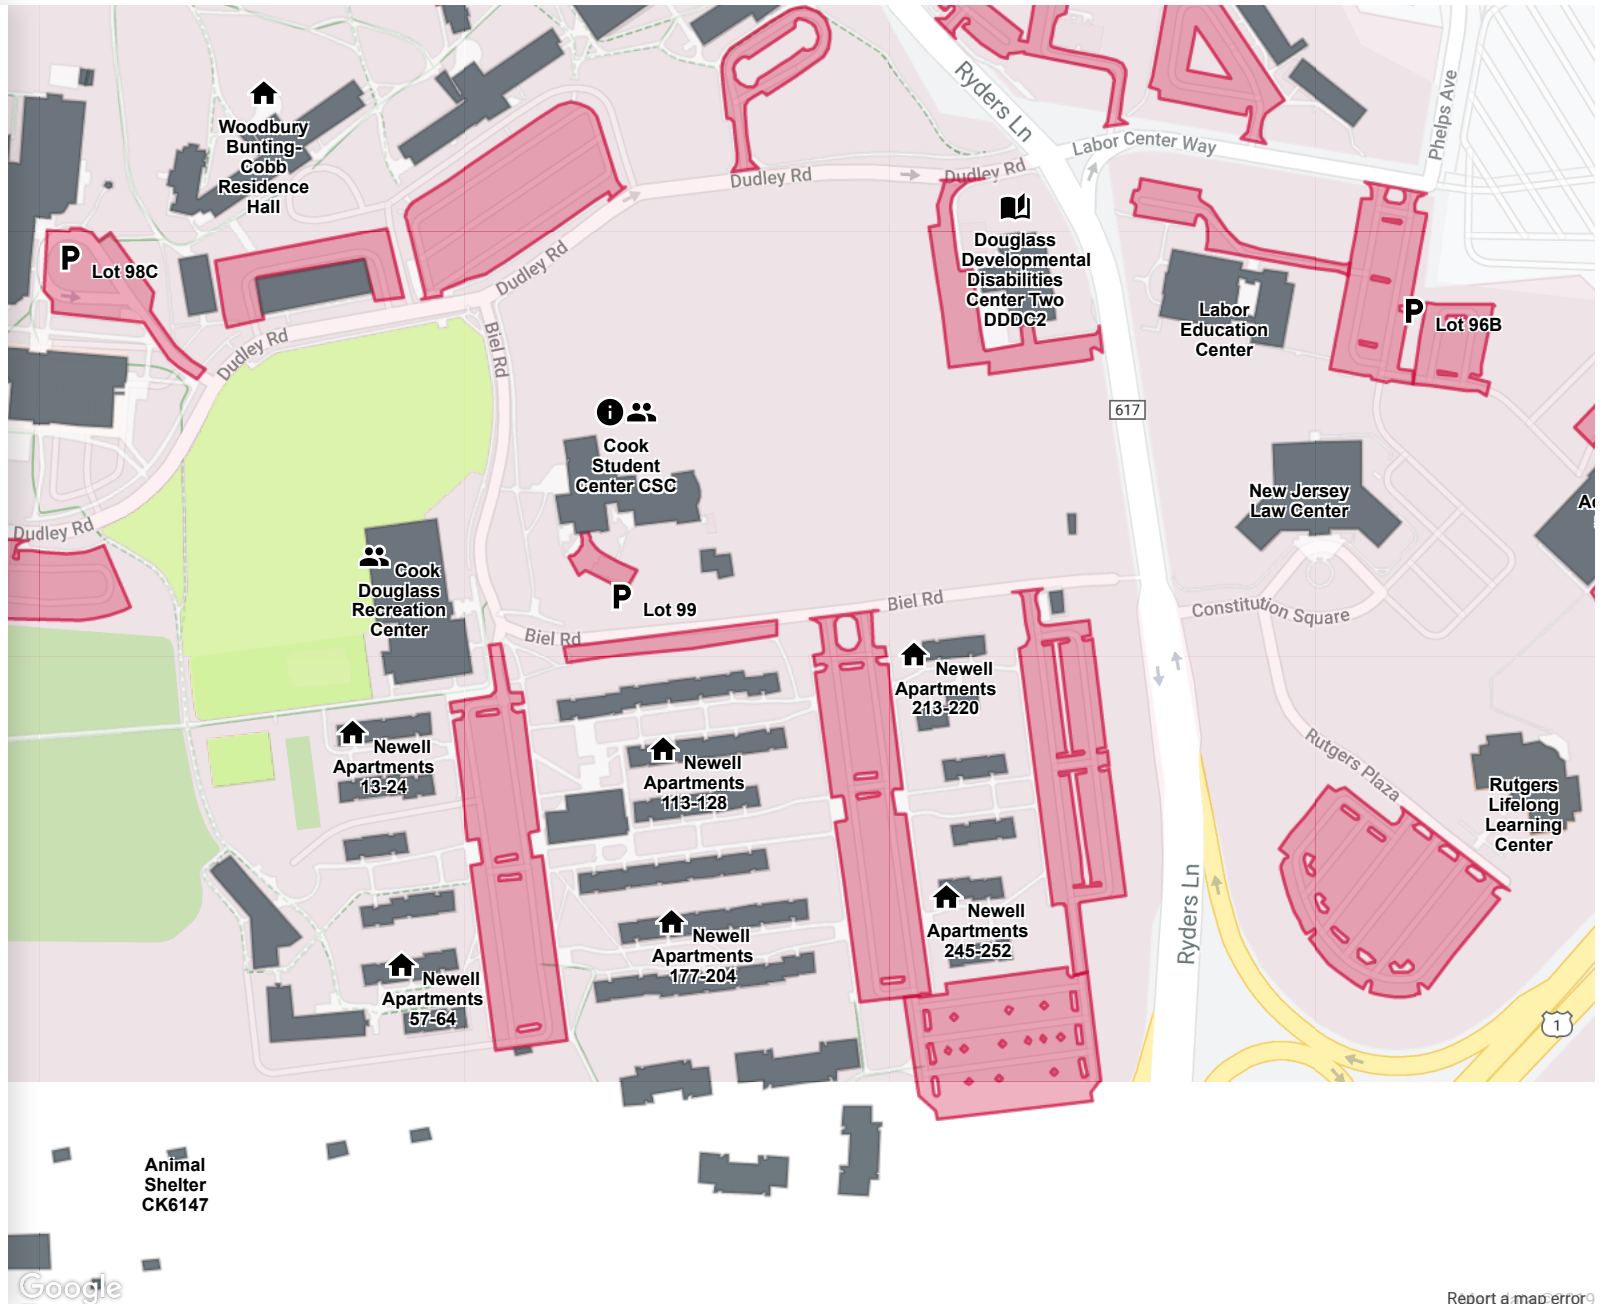 Ryders Ln
Phelps Ave
Woodbury
Bunting-
Cobb
Residence
Hall
Labor Center Way
Dudley Rd
Dudley Rd
Douglass
Developmental
Disabilities
Center Two
DDDC2
P Lot 98C
Dudley Rd
Labor
Education
Center
P Lot 96B
Dudley Rd
Biel Rd
617
Cook
Student
Center CSC
New Jersey
Law Center
Dudley Rd
Cook
Douglass
Recreation
Center
P Lot 99
Biel Rd
Biel Rd
Constitution Square
Newell
Apartments
213-220
Newell
Apartments
13-24
Newell
Apartments
113-128
Rutgers Plaza
Rutgers
Lifelong
Learning
Center
Newell
Apartments
245-252
Newell
Apartments
177-204
Ryders Ln
Newell
Apartments
57-64
1
Animal
Shelter
CK6147
Google
Report a map error